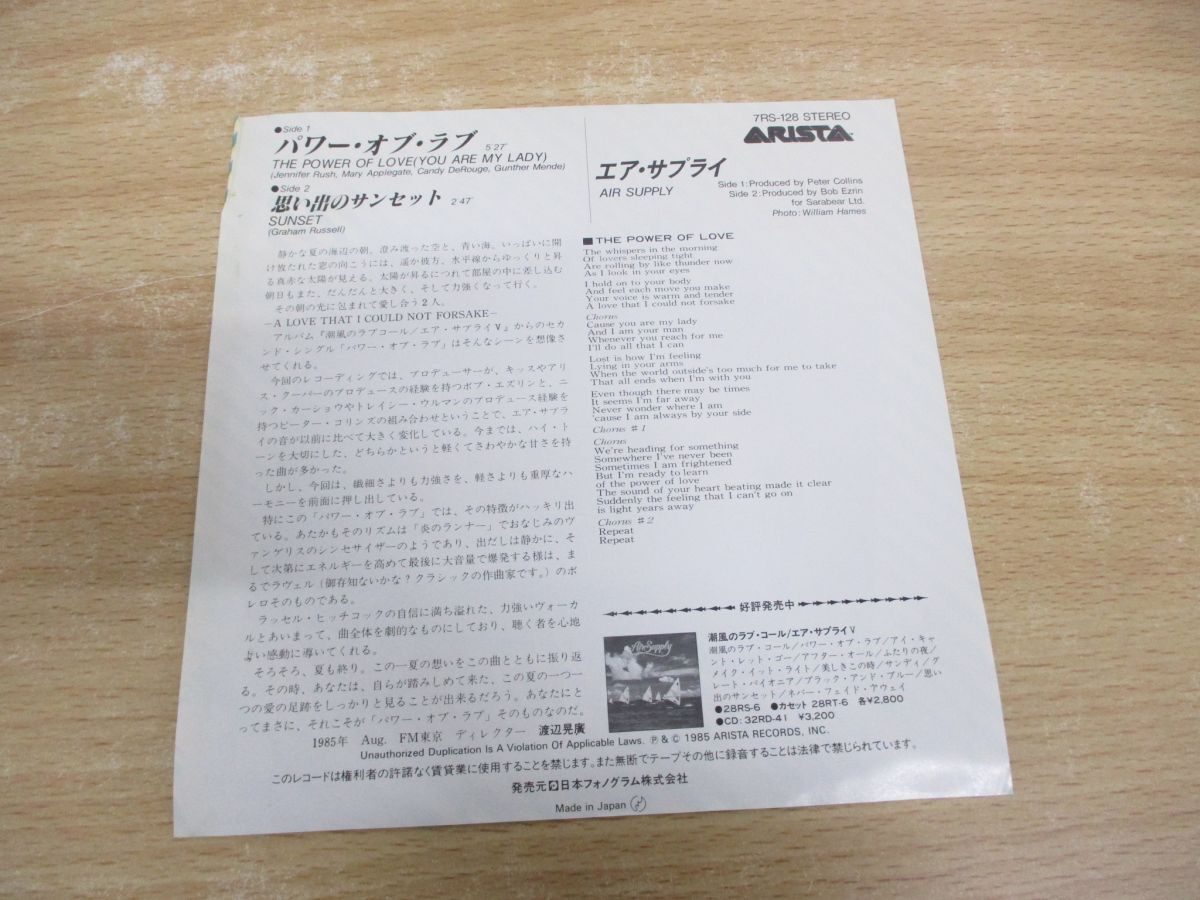 ●Side 1
パワー・オブ・ラブ 5'27"
THE POWER OF LOVE(YOU ARE MY LADY)
(Jennifer Rush, Mary Applegate, Candy DeRouge, Gunther Mende)
●Side 2
思い出のサンセット 2'47"
SUNSET
(Graham Russell)
静かな夏の海辺の朝。澄み渡った空と、青い海。いっぱいに開
け放たれた窓の向こうには、遥か彼方、水平線からゆっくりと昇
る真赤な太陽が見える。太陽が昇るにつれて部屋の中に差し込む
朝日もまた、だんだんと大きく、そして力強くなって行く。
その朝の光に包まれて愛し合う2人。
−A LOVE THAT I COULD NOT FORSAKE−
アルバム『潮風のラブコール/エア・サプライV』からのセカ
ンド・シングル「パワー・オブ・ラブ」はそんなシーンを想像さ
せてくれる。
今回のレコーディングでは、プロデューサーが、キッスやアリ
ス・クーパーのプロデュースの経験を持つボブ・エズリンと、ニ
ック・カーショウやトレイシー・ウルマンのプロデュース経験を
持つピーター・コリンズの組み合わせということで、エア・サプラ
イの音が以前に比べて大きく変化している。今までは、ハイ・ト
ーンを大切にした、どちらかというと軽くてさわやかな甘さを持
った曲が多かった。
しかし、今回は、繊細さよりも力強さを、軽さよりも重厚なハ
ーモニーを前面に押し出している。
特にこの「パワー・オブ・ラブ」では、その特徴がハッキリ出
ている。あたかもそのリズムは「炎のランナー」でおなじみのヴ
ァンゲリスのシンセサイザーのようであり、出だしは静かに、そ
して次第にエネルギーを高めて最後に大音量で爆発する様は、ま
るでラヴェル(御存知ないかな?クラシックの作曲家です。)のボ
レロそのものである。
ラッセル・ヒッチコックの自信に満ち溢れた、力強いヴォーカ
ルとあいまって、曲全体を劇的なものにしており、聴く者を心地
よい感動に導いてくれる。
そろそろ、夏も終り。この一夏の想いをこの曲とともに振り返
る。その時、あなたは、自らが踏みしめて来た、この夏の一つ一
つの愛の足跡をしっかりと見ることが出来るだろう。あなたにと
ってまさに、それこそが「パワー・オブ・ラブ」そのものなのだ。
1985年 Aug. FM東京 ディレクター 渡辺晃廣
7RS-128 STEREO
ARISTA
エア・サプライ
AIR SUPPLY
Side 1:Produced by Peter Collins
Side 2:Produced by Bob Ezrin
for Sarabear Ltd.
Photo: William Hames
■THE POWER OF LOVE
The whispers in the morning
Of lovers sleeping tight
Are rolling by like thunder now
As I look in your eyes
I hold on to your body
And feel each move you make
Your voice is warm and tender
A love that I could not forsake
Chorus
Cause you are my lady
And I am your man
Whenever you reach for me
I'll do all that I can
Lost is how I'm feeling
Lying in your arms
When the world outside's too much for me to take
That all ends when I'm with you
Even though there may be times
It seems I'm far away
Never wonder where I am
'cause I am always by your side
Chorus #1
Chorus
We're heading for something
Somewhere I've never been
Sometimes I am frightened
But I'm ready to learn
of the power of love
The sound of your heart beating made it clear
Suddenly the feeling that I can't go on
is light years away
Chorus #2
Repeat
Repeat
好評発売中
Air Supply
潮風のラブ・コール/エア・サプライV
潮風のラブ・コール/パワー・オブ・ラブ/アイ・キャ
ント・レット・ゴー/アフター・オール/ふたりの夜/
メイク・イット・ライト/美しきこの時/サンディ/グ
レート・パイオニア/ブラック・アンド・ブルー/思い
出のサンセット/ネバー・フェイド・アウェイ
●28RS-6 ●カセット 28RT-6 各¥2,800
●CD: 32RD-41 ¥3,200
Unauthorized Duplication Is A Violation Of Applicable Laws. Ⓟ & © 1985 ARISTA RECORDS, INC.
このレコードは権利者の許諾なく賃貸業に使用することを禁じます。また無断でテープその他に録音することは法律で禁じられています。
発売元 日本フォノグラム株式会社
Made in Japan